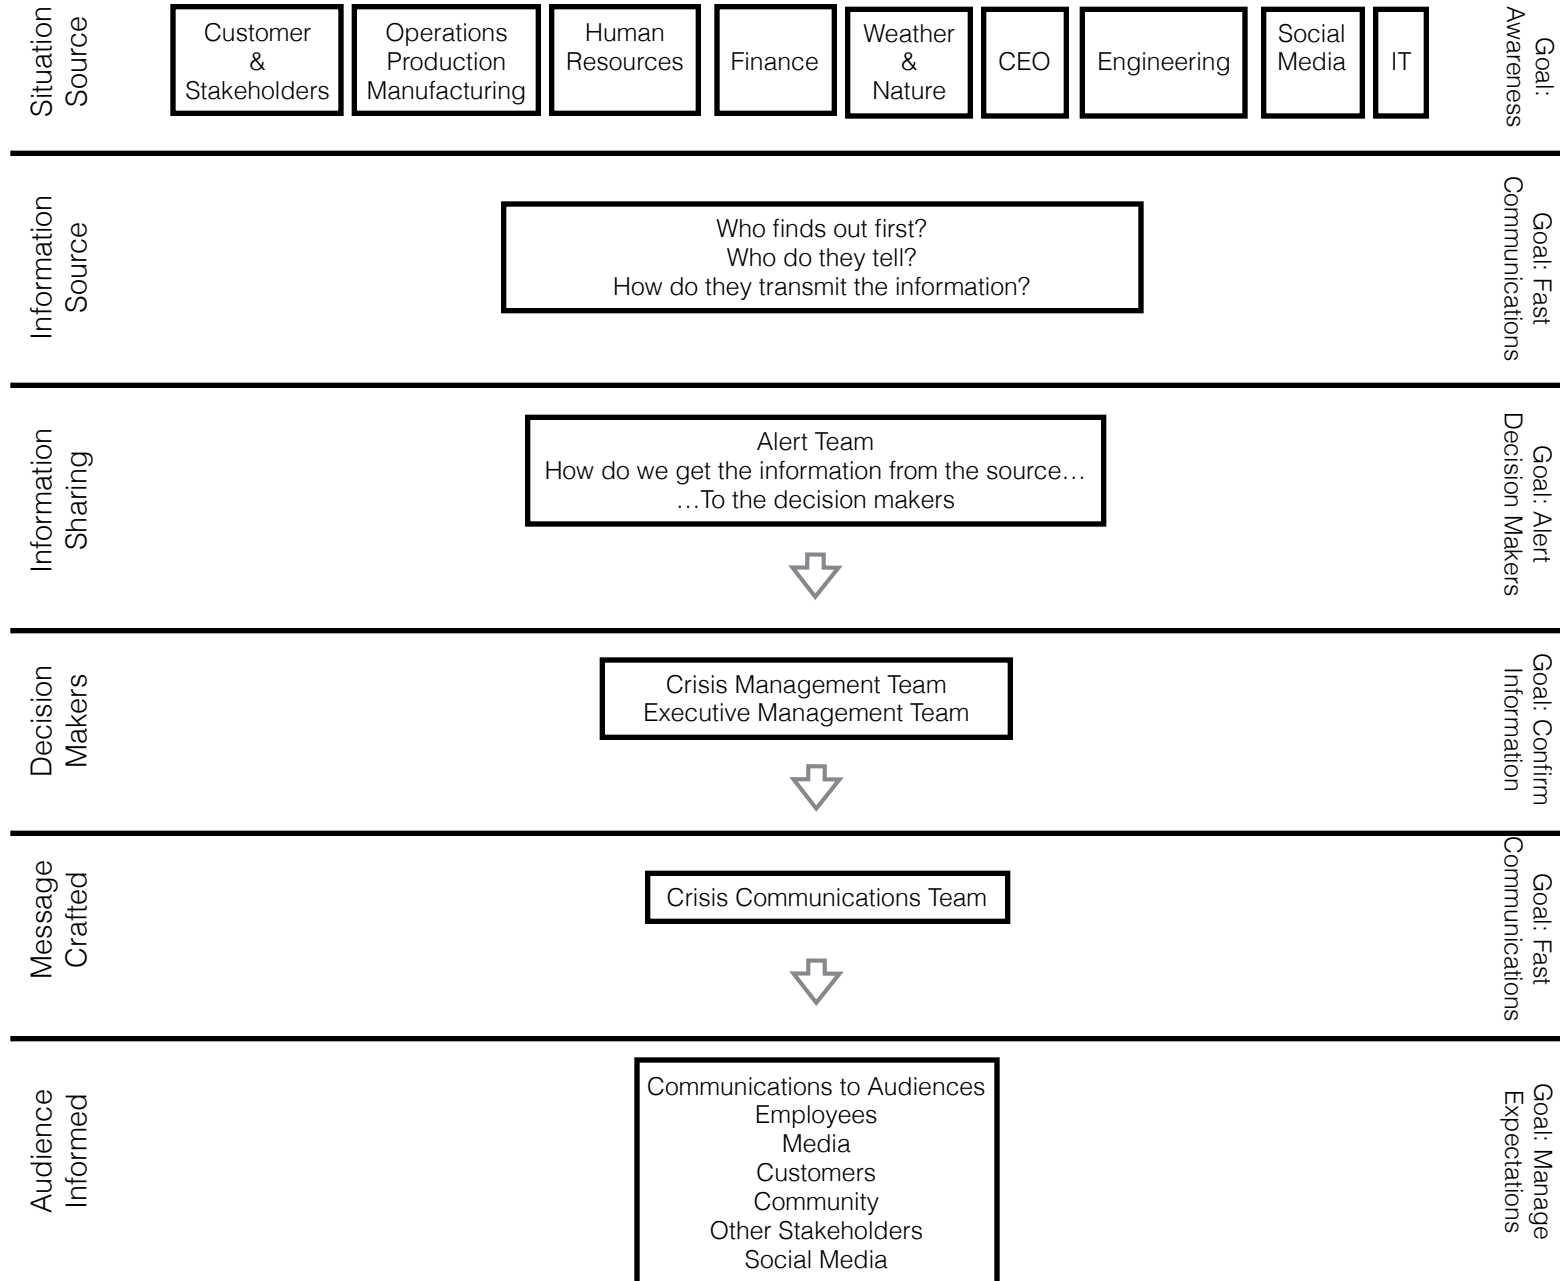 Situation
Source
Customer
&
Stakeholders
Operations
Production
Manufacturing
Human
Resources
Finance
Weather
&
Nature
CEO
Engineering
Social
Media
IT
Goal:
Awareness
Information
Source
Who finds out first?
Who do they tell?
How do they transmit the information?
Goal: Fast
Communications
Information
Sharing
Alert Team
How do we get the information from the source…
…To the decision makers
Goal: Alert
Decision Makers
Decision
Makers
Crisis Management Team
Executive Management Team
Goal: Confirm
Information
Message
Crafted
Crisis Communications Team
Goal: Fast
Communications
Audience
Informed
Communications to Audiences
Employees
Media
Customers
Community
Other Stakeholders
Social Media
Goal: Manage
Expectations